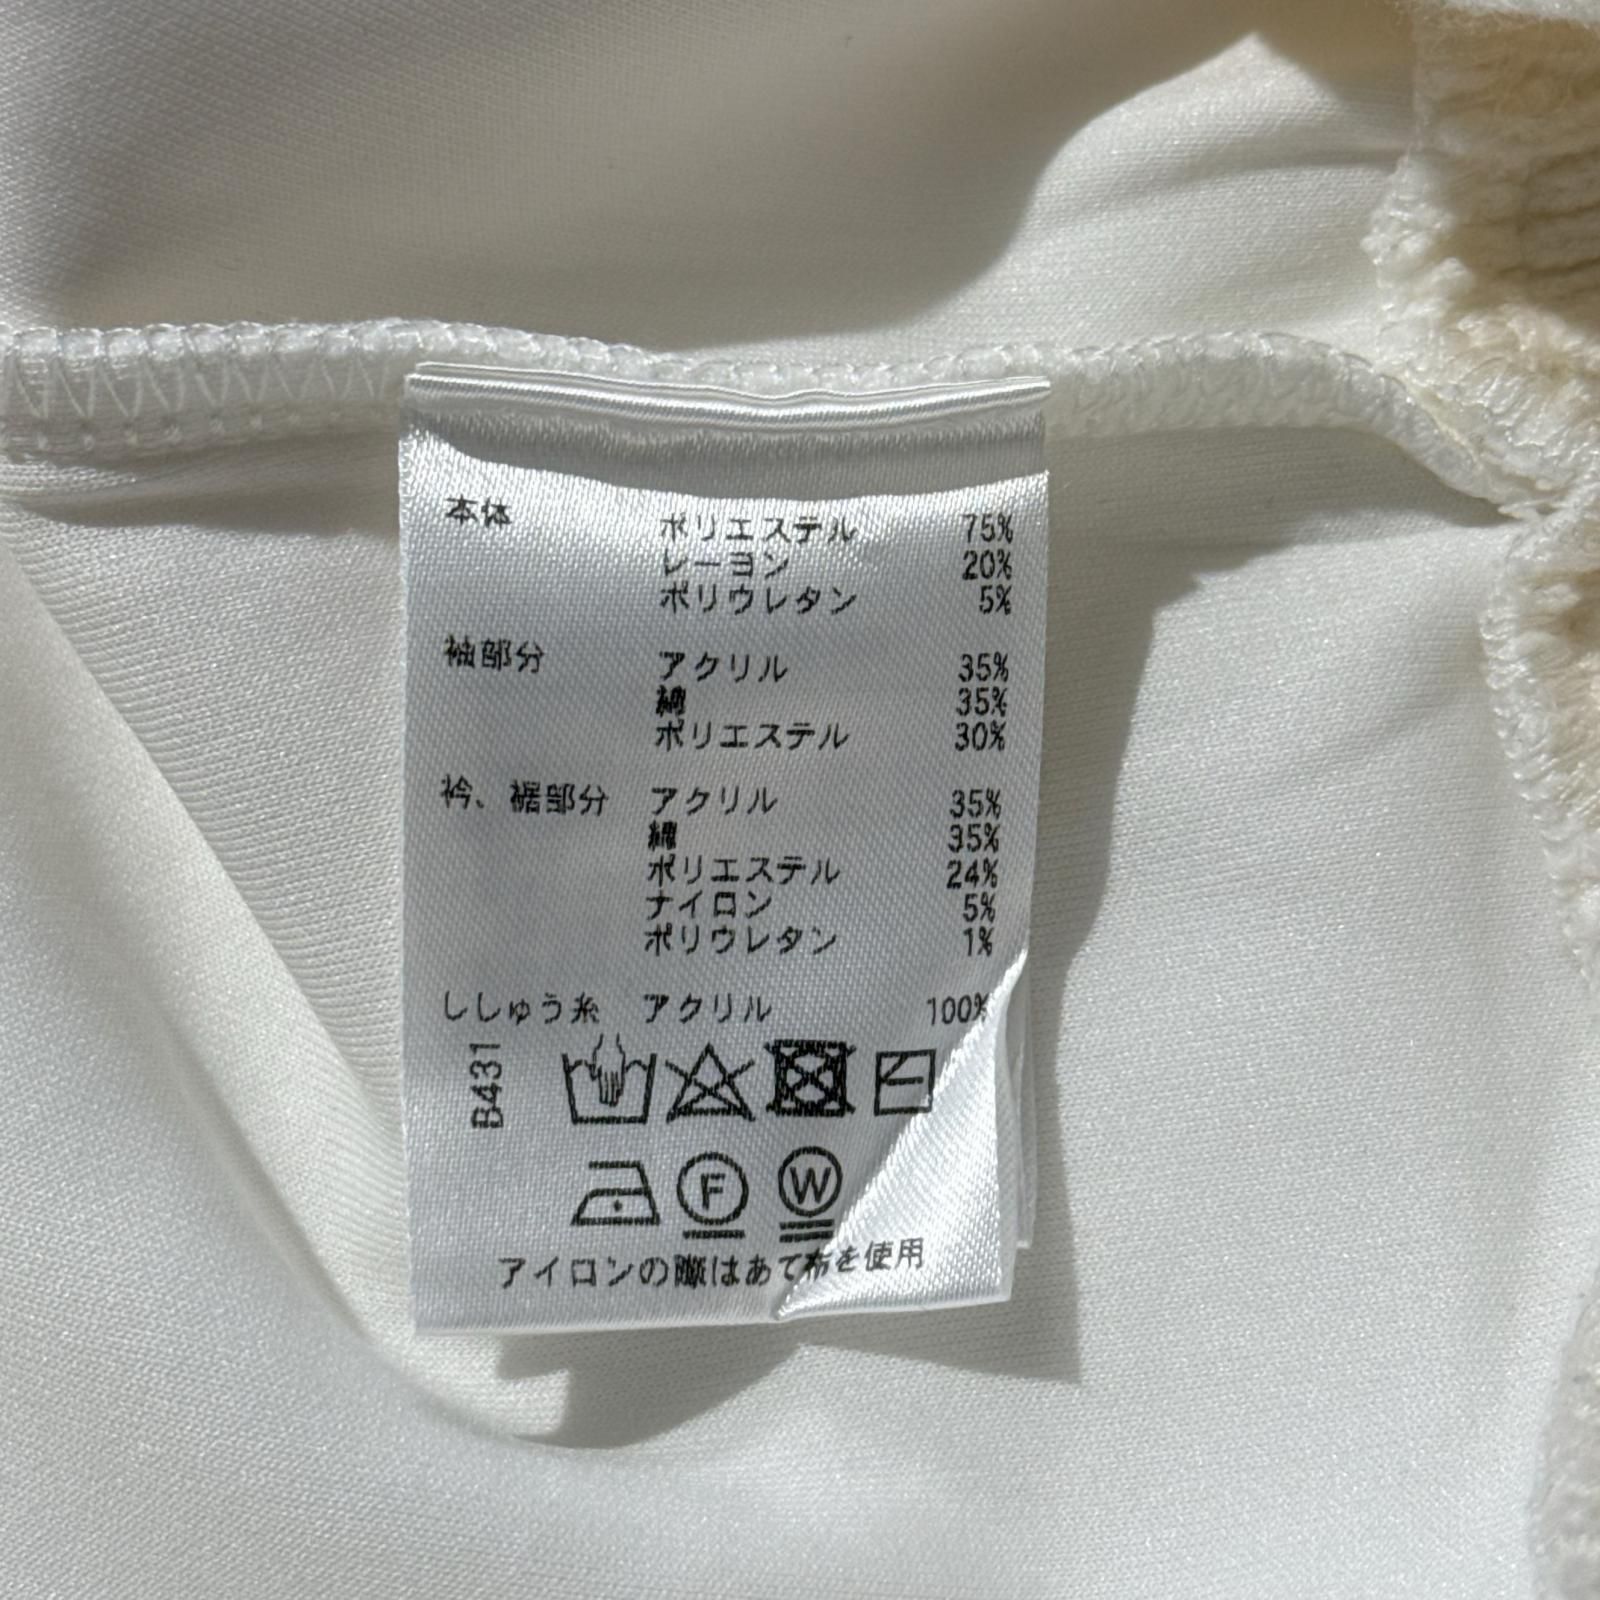 本体 ポリエステル 75%
レーヨン 20%
ポリウレタン 5%
袖部分 アクリル 35%
綿 35%
ポリエステル 30%
衿、裾部分 アクリル 35%
綿 35%
ポリエステル 24%
ナイロン 5%
ポリウレタン 1%
ししゅう糸 アクリル 100%
B431
F W
アイロンの際はあて布を使用